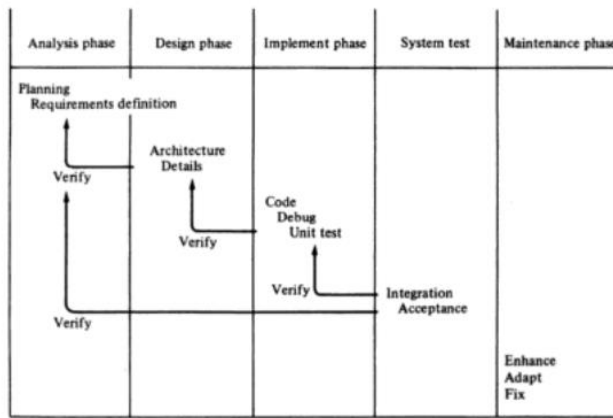 Analysis phase
Design phase
Implement phase
System test
Maintenance phase
Planning
Requirements definition
Architecture
Details
Verify
Code
Debug
Unit test
Verify
Verify
Integration
Acceptance
Verify
Enhance
Adapt
Fix